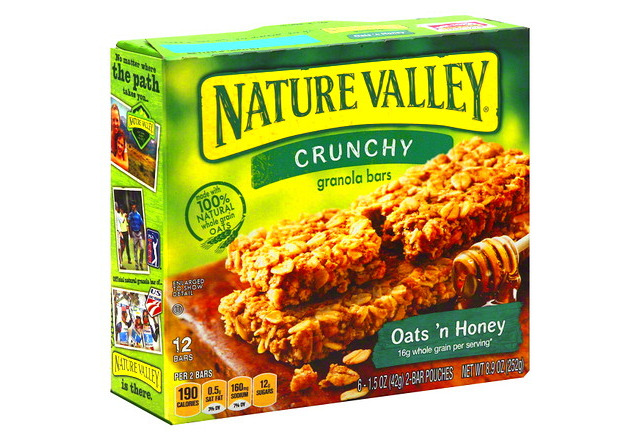 No matter where
the path
takes you...
NATURE VALLEY
NATURE VALLEY
is there.
NATURE VALLEY®
CRUNCHY
granola bars
made with
100%
NATURAL
whole grain
OATS
ENLARGED
TO SHOW
DETAIL
12
BARS
Oats 'n Honey
16g whole grain per serving*
PER 2 BARS
190
CALORIES
0.5g
SAT FAT
3% DV
160mg
SODIUM
7% DV
12g
SUGARS
6 - 1.5 OZ (42g) 2-BAR POUCHES
NET WT 8.9 OZ (252g)